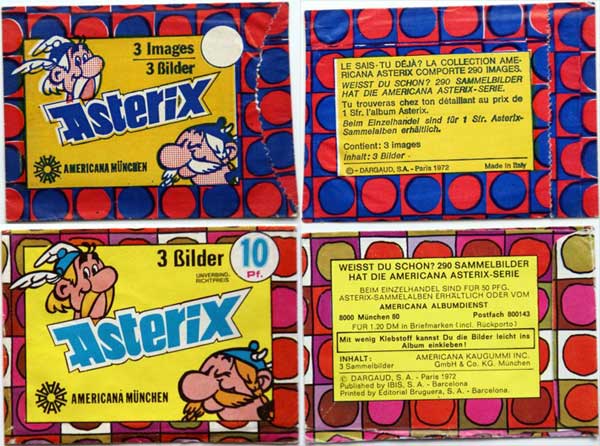 3 Images
3 Bilder
Asterix
AMERICANA MÜNCHEN
LE SAIS-TU DÉJÀ? LA COLLECTION AME-
RICANA ASTERIX COMPORTE 290 IMAGES.
WEISST DU SCHON? 290 SAMMELBILDER
HAT DIE AMERICANA ASTERIX-SERIE.
Tu trouveras chez ton détaillant au prix de
1 Sfr. l'album Asterix.
Beim Einzelhandel sind für 1 Sfr. Asterix-
Sammelalben erhältlich.
Contient: 3 images
Inhalt: 3 Bilder
© - DARGAUD, S.A. - Paris 1972 Made in Italy
3 Bilder
UNVERBIND.
RICHTPREIS
10
Pf.
Asterix
AMERICANA MÜNCHEN
WEISST DU SCHON? 290 SAMMELBILDER
HAT DIE AMERICANA ASTERIX-SERIE
BEIM EINZELHANDEL SIND FÜR 50 PFG.
ASTERIX-SAMMELALBEN ERHÄLTLICH ODER VOM
AMERICANA ALBUMDIENST
8000 München 80 Postfach 800143
FÜR 1.20 DM in Briefmarken (incl. Rückporto)
Mit wenig Klebstoff kannst Du die Bilder leicht ins
Album einkleben!
INHALT: AMERICANA KAUGUMMI INC.
3 Sammelbilder GmbH & Co. KG. München
© DARGAUD, S. A. - Paris 1972
Published by IBIS, S. A. - Barcelona
Printed by Editorial Bruguera, S. A. - Barcelona.